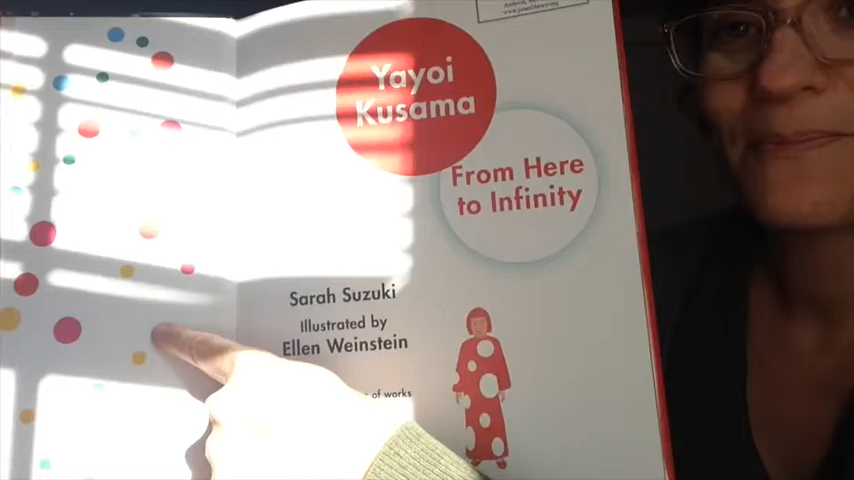 Yayoi
Kusama
From Here
to Infinity
Sarah Suzuki
Illustrated by
Ellen Weinstein
of works